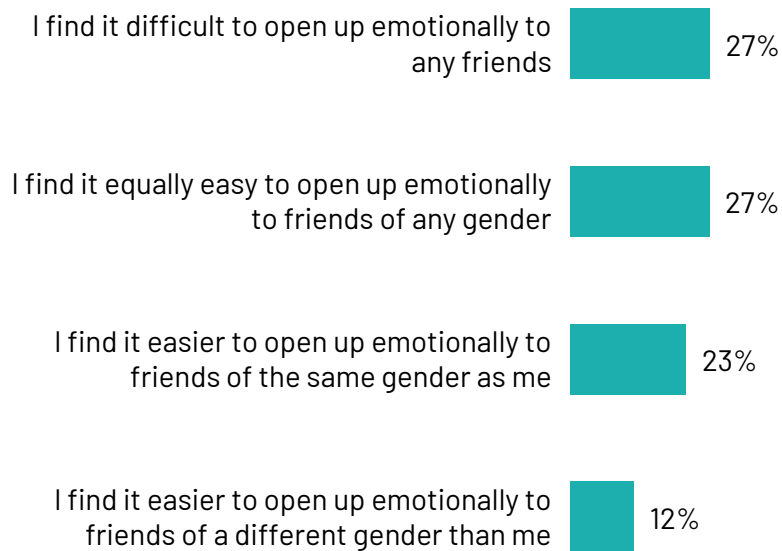 I find it difficult to open up emotionally to
any friends
27%
I find it equally easy to open up emotionally
to friends of any gender
27%
I find it easier to open up emotionally to
friends of the same gender as me
23%
I find it easier to open up emotionally to
friends of a different gender than me
12%